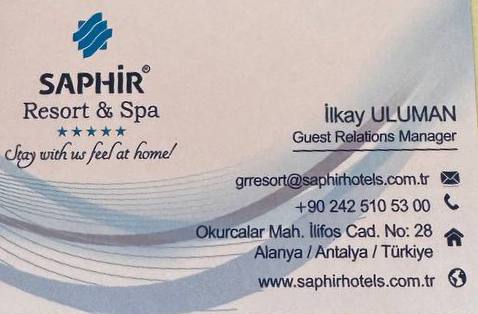 SAPHİR®
Resort & Spa
Stay with us feel at home!
İlkay ULUMAN
Guest Relations Manager
grresort@saphirhotels.com.tr
+90 242 510 53 00
Okurcalar Mah. İlifos Cad. No: 28
Alanya / Antalya / Türkiye
www.saphirhotels.com.tr